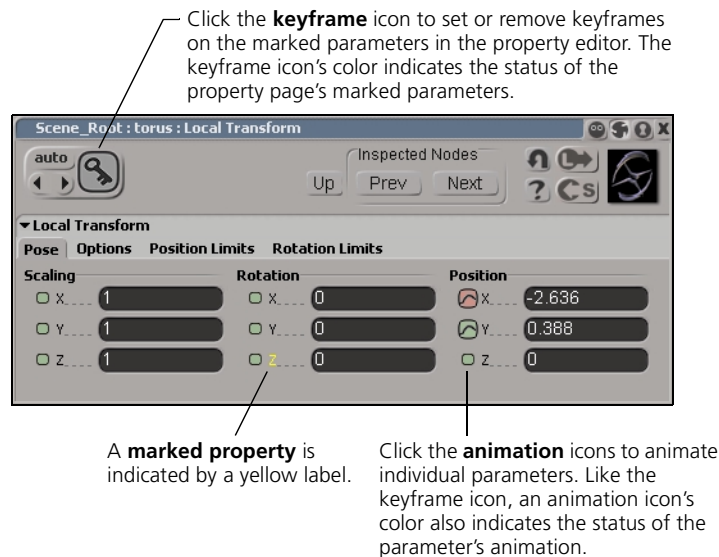 Click the keyframe icon to set or remove keyframes
on the marked parameters in the property editor. The
keyframe icon's color indicates the status of the
property page's marked parameters.
Scene_Root : torus : Local Transform
auto
Inspected Nodes
Up Prev Next
? C S
Local Transform
Pose Options Position Limits Rotation Limits
Scaling Rotation Position
X 1 X 0 X -2.636
Y 1 Y 0 Y 0.388
Z 1 Z 0 Z 0
A marked property is
indicated by a yellow label.
Click the animation icons to animate
individual parameters. Like the
keyframe icon, an animation icon's
color also indicates the status of the
parameter's animation.